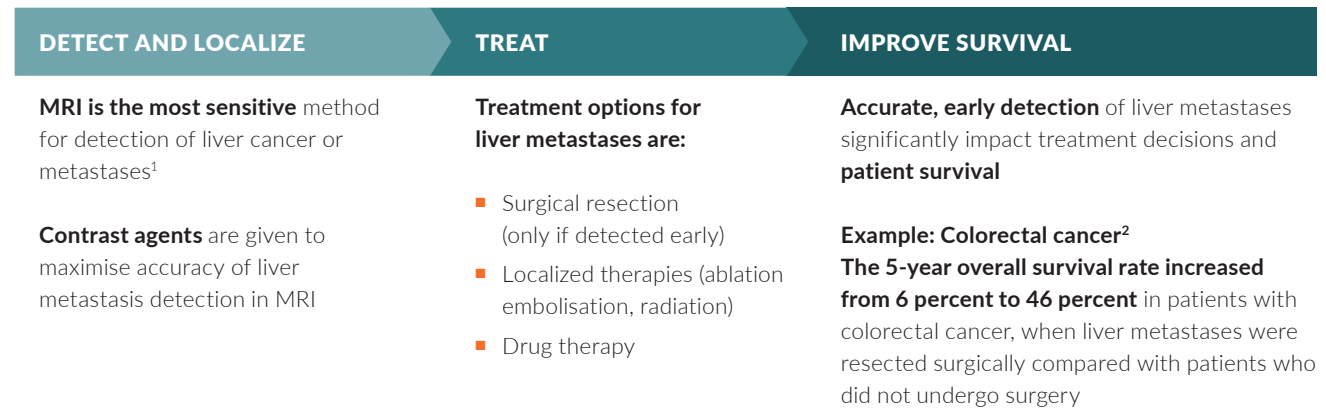 DETECT AND LOCALIZE
MRI is the most sensitive method
for detection of liver cancer or
metastases¹
Contrast agents are given to
maximise accuracy of liver
metastasis detection in MRI
TREAT
Treatment options for
liver metastases are:
Surgical resection
(only if detected early)
Localized therapies (ablation
embolisation, radiation)
Drug therapy
IMPROVE SURVIVAL
Accurate, early detection of liver metastases
significantly impact treatment decisions and
patient survival
Example: Colorectal cancer²
The 5-year overall survival rate increased
from 6 percent to 46 percent in patients with
colorectal cancer, when liver metastases were
resected surgically compared with patients who
did not undergo surgery